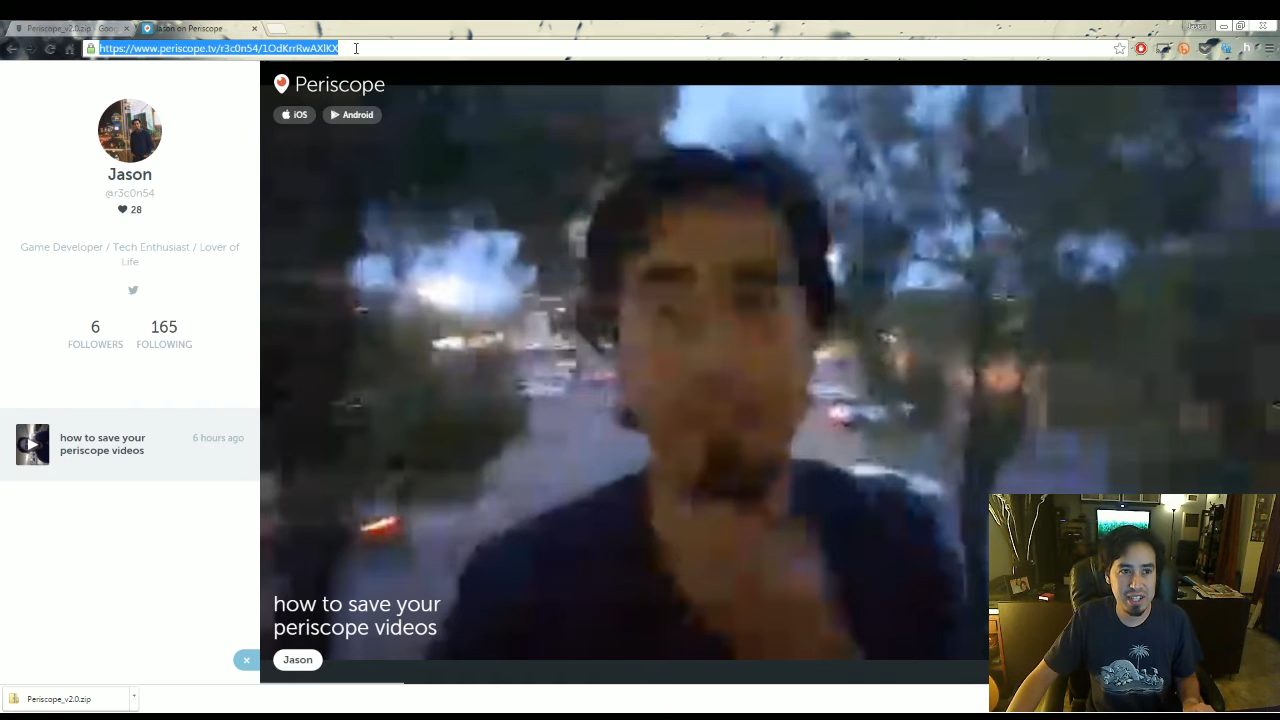 Periscope_v2.0.zip - Goog
Jason on Periscope
Jason
https://www.periscope.tv/r3c0n54/1OdKrrRwAXlKX
Periscope
iOS
Android
Jason
@r3c0n54
28
Game Developer / Tech Enthusiast / Lover of
Life
6
165
FOLLOWERS
FOLLOWING
how to save your
periscope videos
6 hours ago
how to save your
periscope videos
Jason
Periscope_v2.0.zip